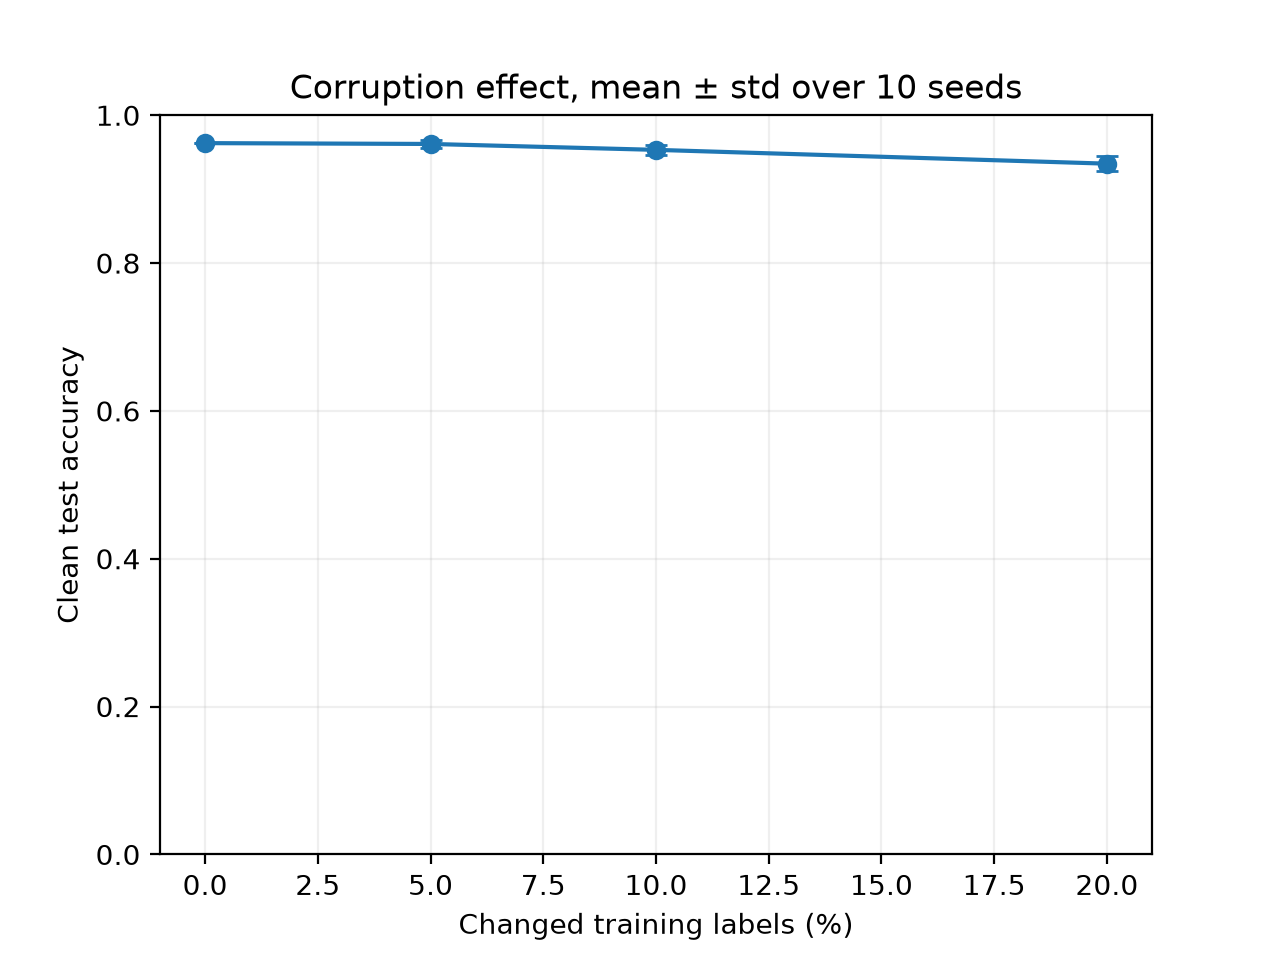 Corruption effect, mean ± std over 10 seeds
1.0
0.8
0.6
0.4
0.2
0.0
Clean test accuracy
0.0 2.5 5.0 7.5 10.0 12.5 15.0 17.5 20.0
Changed training labels (%)